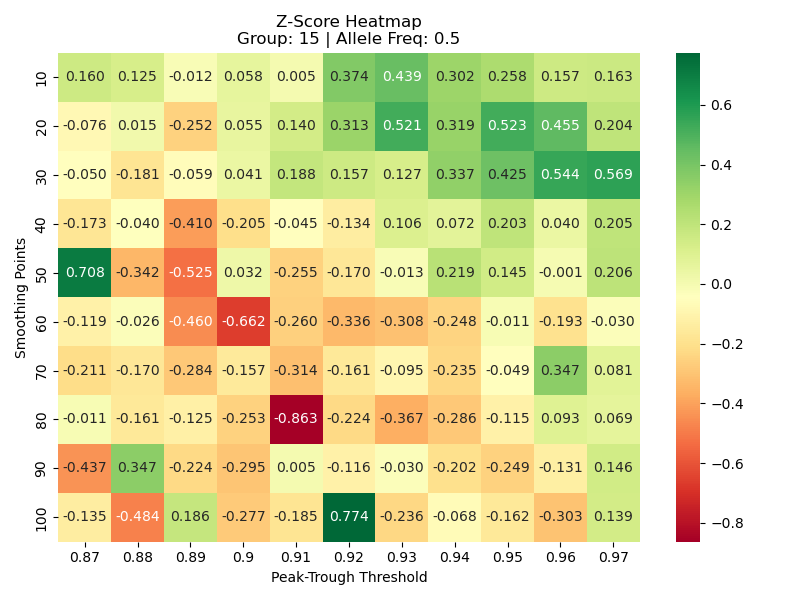 Z-Score Heatmap
Group: 15 | Allele Freq: 0.5
10 0.160 0.125 -0.012 0.058 0.005 0.374 0.439 0.302 0.258 0.157 0.163
20 -0.076 0.015 -0.252 0.055 0.140 0.313 0.521 0.319 0.523 0.455 0.204
30 -0.050 -0.181 -0.059 0.041 0.188 0.157 0.127 0.337 0.425 0.544 0.569
40 -0.173 -0.040 -0.410 -0.205 -0.045 -0.134 0.106 0.072 0.203 0.040 0.205
50 0.708 -0.342 -0.525 0.032 -0.255 -0.170 -0.013 0.219 0.145 -0.001 0.206
60 -0.119 -0.026 -0.460 -0.662 -0.260 -0.336 -0.308 -0.248 -0.011 -0.193 -0.030
70 -0.211 -0.170 -0.284 -0.157 -0.314 -0.161 -0.095 -0.235 -0.049 0.347 0.081
80 -0.011 -0.161 -0.125 -0.253 -0.863 -0.224 -0.367 -0.286 -0.115 0.093 0.069
90 -0.437 0.347 -0.224 -0.295 0.005 -0.116 -0.030 -0.202 -0.249 -0.131 0.146
100 -0.135 -0.484 0.186 -0.277 -0.185 0.774 -0.236 -0.068 -0.162 -0.303 0.139
0.87 0.88 0.89 0.9 0.91 0.92 0.93 0.94 0.95 0.96 0.97
Peak-Trough Threshold
Smoothing Points
0.6
0.4
0.2
0.0
−0.2
−0.4
−0.6
−0.8